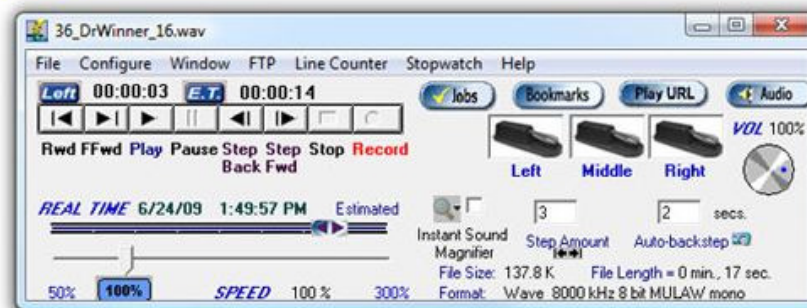 36_DrWinner_16.wav
File Configure Window FTP Line Counter Stopwatch Help
Left 00:00:03 E.T. 00:00:14 Jobs Bookmarks Play URL Audio
VOL 100%
Rwd FFwd Play Pause Step Back Step Fwd Stop Record
Left Middle Right
REAL TIME 6/24/09 1:49:57 PM Estimated
3 2 secs.
Instant Sound Magnifier Step Amount Auto-backstep
File Size: 137.8 K File Length = 0 min., 17 sec.
50% 100% SPEED 100 % 300% Format: Wave 8000 kHz 8 bit MULAW mono